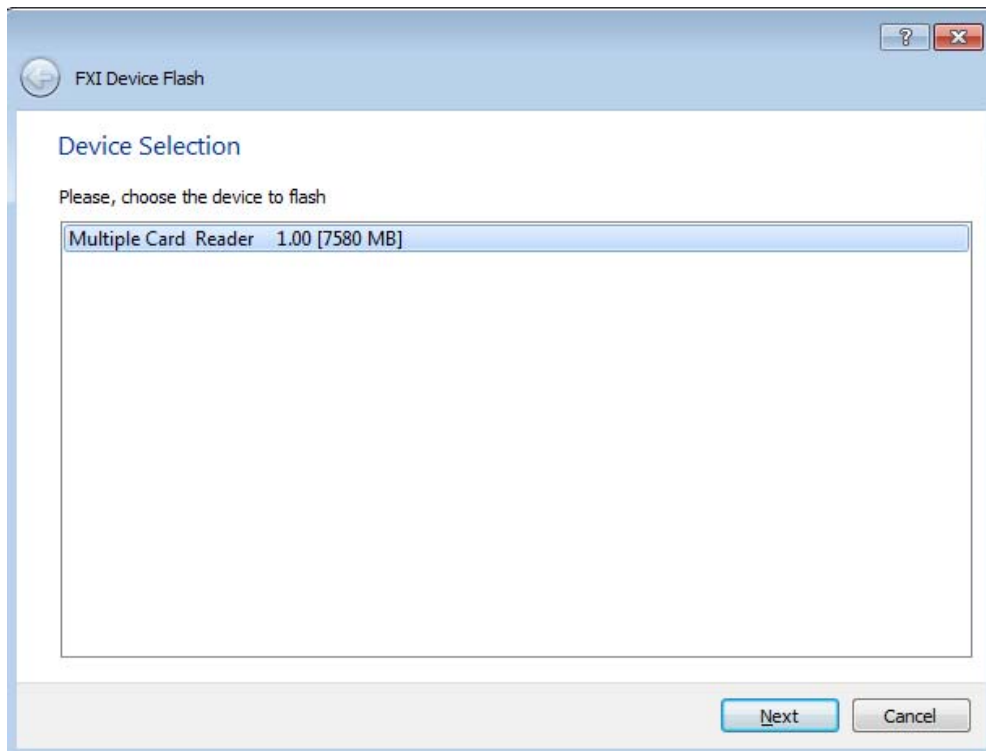 FXI Device Flash
Device Selection
Please, choose the device to flash
Multiple Card  Reader    1.00 [7580 MB]
Next
Cancel